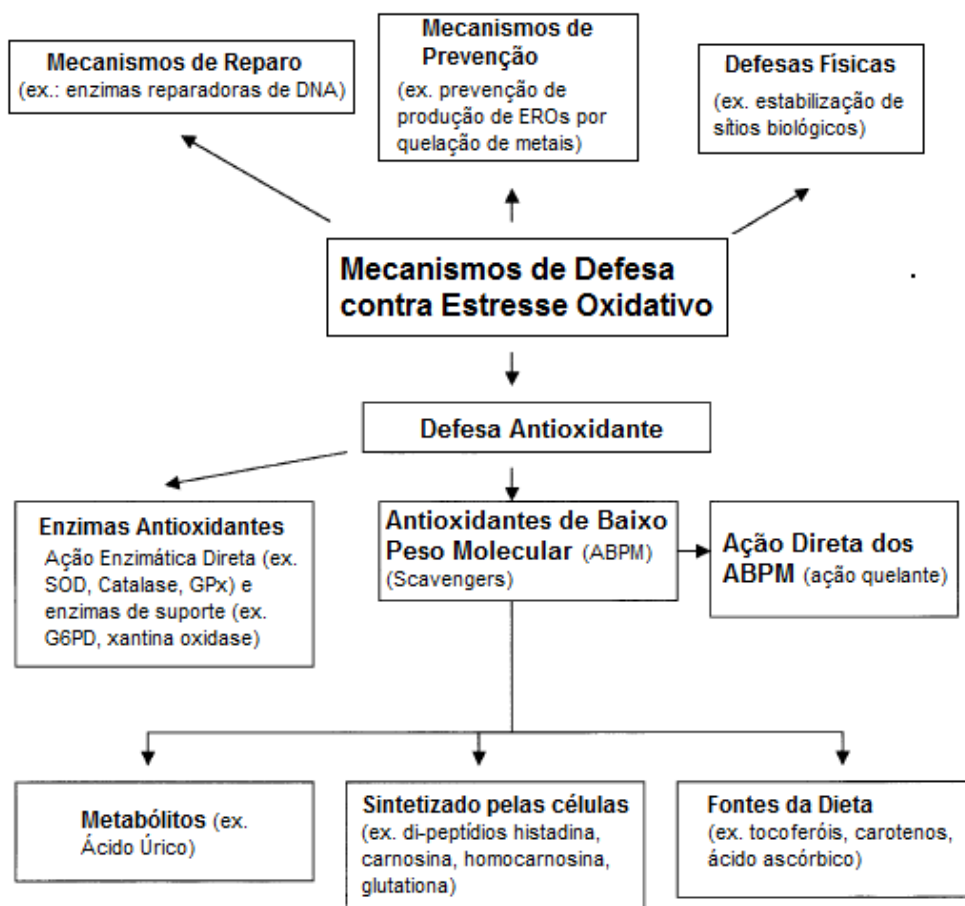 Mecanismos de Reparo
(ex.: enzimas reparadoras de DNA)
Mecanismos de
Prevenção
(ex. prevenção de
produção de EROs por
quelação de metais)
Defesas Físicas
(ex. estabilização de
sítios biológicos)
Mecanismos de Defesa
contra Estresse Oxidativo
Defesa Antioxidante
Enzimas Antioxidantes
Ação Enzimática Direta (ex.
SOD, Catalase, GPx) e
enzimas de suporte (ex.
G6PD, xantina oxidase)
Antioxidantes de Baixo
Peso Molecular (ABPM)
(Scavengers)
Ação Direta dos
ABPM (ação quelante)
Metabólitos (ex.
Ácido Úrico)
Sintetizado pelas células
(ex. di-peptídios histadina,
carnosina, homocarnosina,
glutationa)
Fontes da Dieta
(ex. tocoferóis, carotenos,
ácido ascórbico)